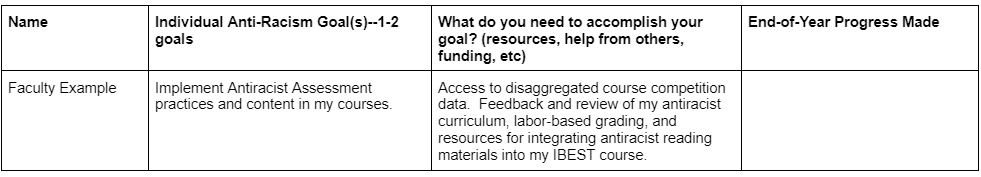 Name
Individual Anti-Racism Goal(s)--1-2
goals
What do you need to accomplish your
goal? (resources, help from others,
funding, etc)
End-of-Year Progress Made
Faculty Example
Implement Antiracist Assessment
practices and content in my courses.
Access to disaggregated course competition
data.  Feedback and review of my antiracist
curriculum, labor-based grading, and
resources for integrating antiracist reading
materials into my IBEST course.